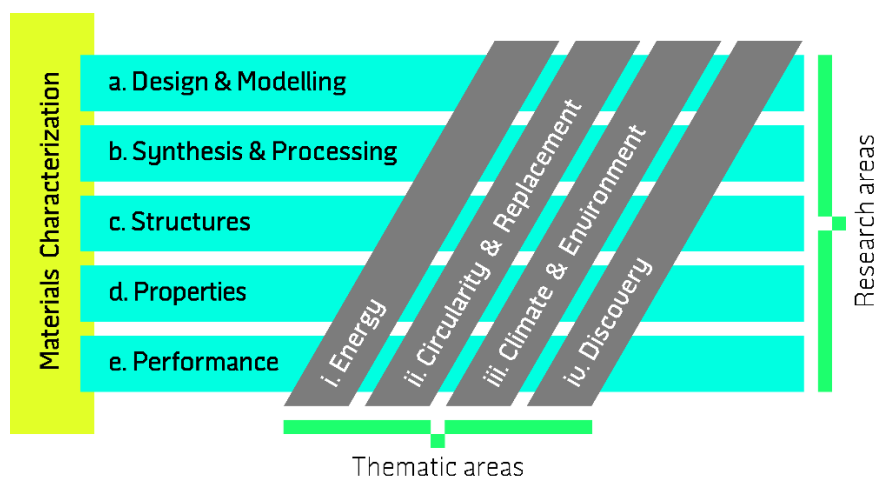 Materials Characterization
a. Design & Modelling
b. Synthesis & Processing
c. Structures
d. Properties
e. Performance
i. Energy
ii. Circularity & Replacement
iii. Climate & Environment
iv. Discovery
Research areas
Thematic areas